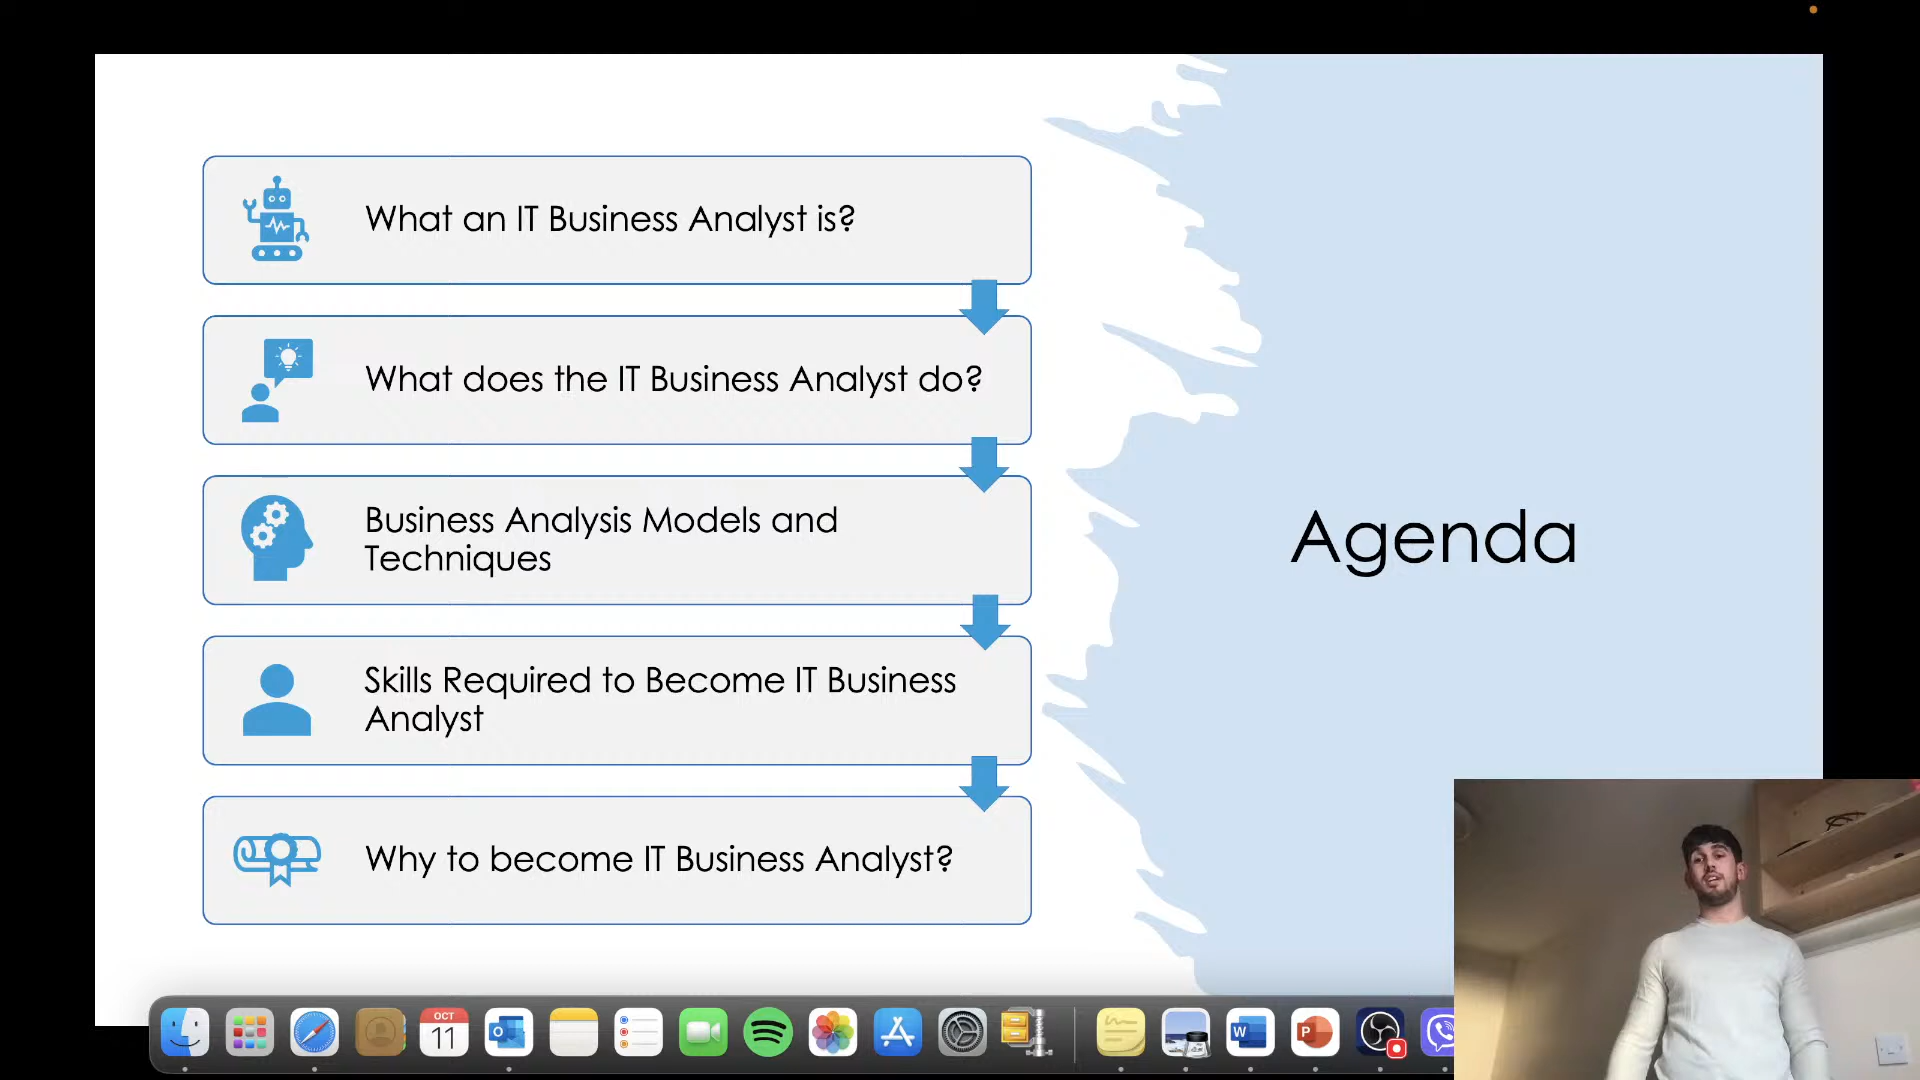 What an IT Business Analyst is?
What does the IT Business Analyst do?
Business Analysis Models and
Techniques
Skills Required to Become IT Business
Analyst
Why to become IT Business Analyst?
Agenda
OCT
11